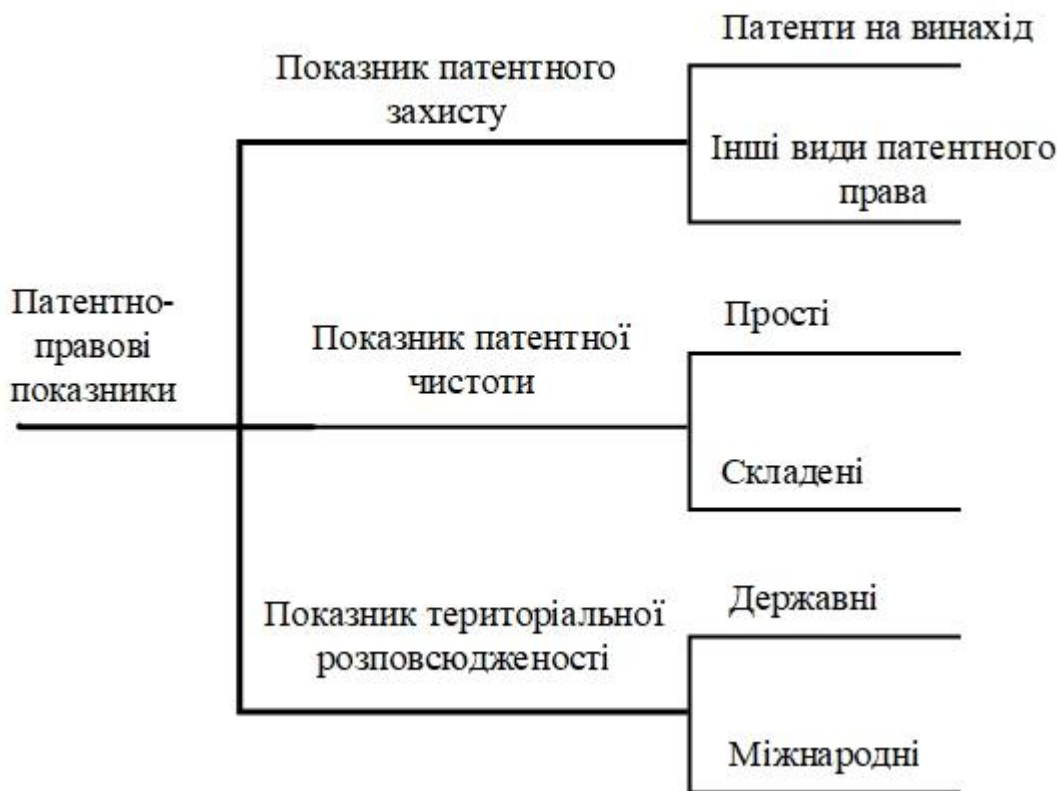 Патентно-
правові
показники
Показник патентного
захисту
Патенти на винахід
Інші види патентного
права
Показник патентної
чистоти
Прості
Складені
Показник територіальної
розповсюдженості
Державні
Міжнародні